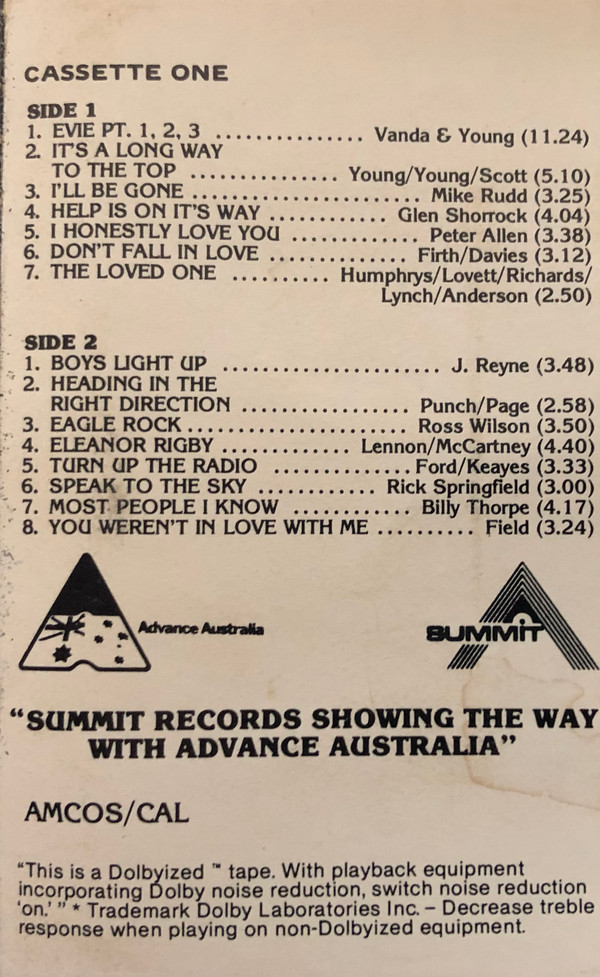 CASSETTE ONE
SIDE 1
1. EVIE PT. 1, 2, 3 ............... Vanda & Young (11.24)
2. IT'S A LONG WAY
TO THE TOP ............... Young/Young/Scott (5.10)
3. I'LL BE GONE ....................... Mike Rudd (3.25)
4. HELP IS ON IT'S WAY ............ Glen Shorrock (4.04)
5. I HONESTLY LOVE YOU ............. Peter Allen (3.38)
6. DON'T FALL IN LOVE .............. Firth/Davies (3.12)
7. THE LOVED ONE .......... Humphrys/Lovett/Richards/
Lynch/Anderson (2.50)
SIDE 2
1. BOYS LIGHT UP ...................... J. Reyne (3.48)
2. HEADING IN THE
RIGHT DIRECTION ................. Punch/Page (2.58)
3. EAGLE ROCK ...................... Ross Wilson (3.50)
4. ELEANOR RIGBY ............. Lennon/McCartney (4.40)
5. TURN UP THE RADIO .............. Ford/Keayes (3.33)
6. SPEAK TO THE SKY ............ Rick Springfield (3.00)
7. MOST PEOPLE I KNOW ............ Billy Thorpe (4.17)
8. YOU WEREN'T IN LOVE WITH ME .......... Field (3.24)
Advance Australia
SUMMIT
"SUMMIT RECORDS SHOWING THE WAY
WITH ADVANCE AUSTRALIA"
AMCOS/CAL
"This is a Dolbyized ™ tape. With playback equipment
incorporating Dolby noise reduction, switch noise reduction
'on.' " * Trademark Dolby Laboratories Inc. – Decrease treble
response when playing on non-Dolbyized equipment.